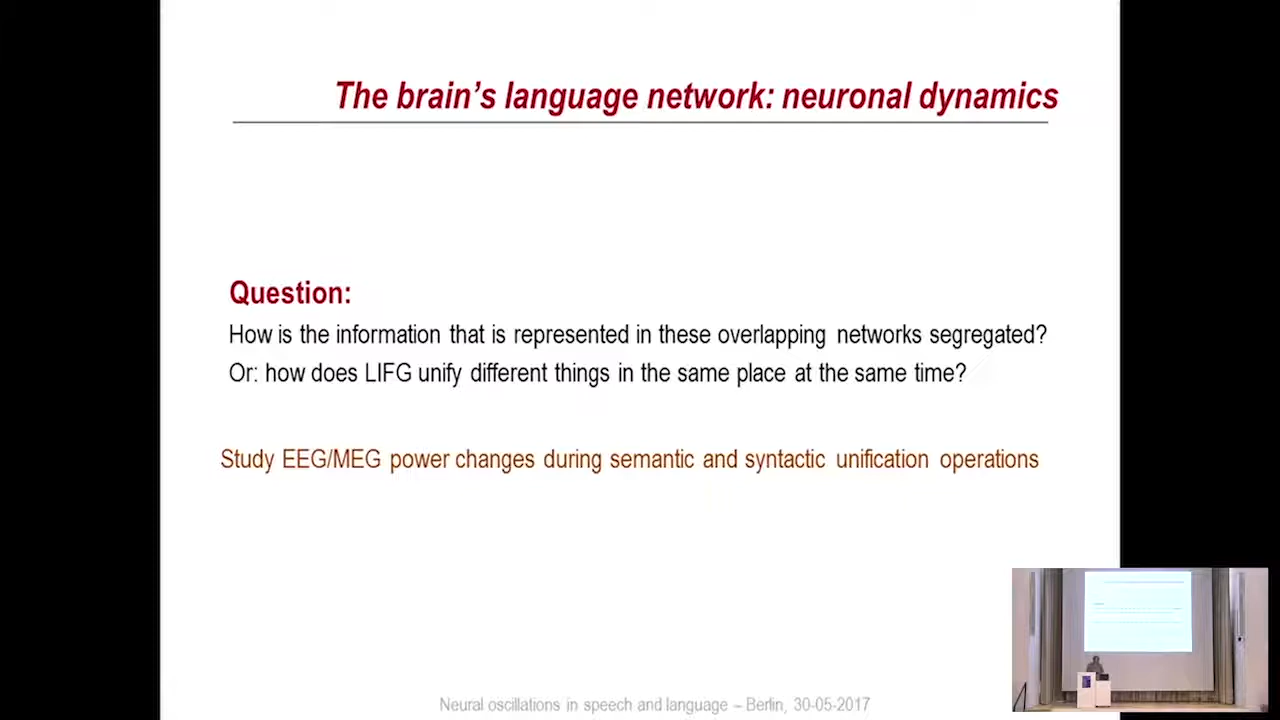 The brain’s language network: neuronal dynamics
Question:
How is the information that is represented in these overlapping networks segregated?
Or: how does LIFG unify different things in the same place at the same time?
Study EEG/MEG power changes during semantic and syntactic unification operations
Neural oscillations in speech and language – Berlin, 30-05-2017